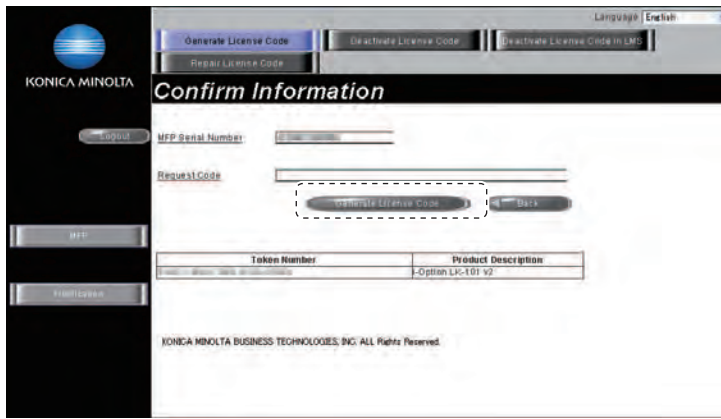 Language English
Generate License Code
Deactivate License Code
Deactivate License Code in LMS
Repair License Code
KONICA MINOLTA
Confirm Information
Logout
MFP Serial Number
Request Code
Generate License Code
Back
MFP
Token Number
Product Description
i-Option LK-101 v2
KONICA MINOLTA BUSINESS TECHNOLOGIES, INC. ALL Rights Reserved.